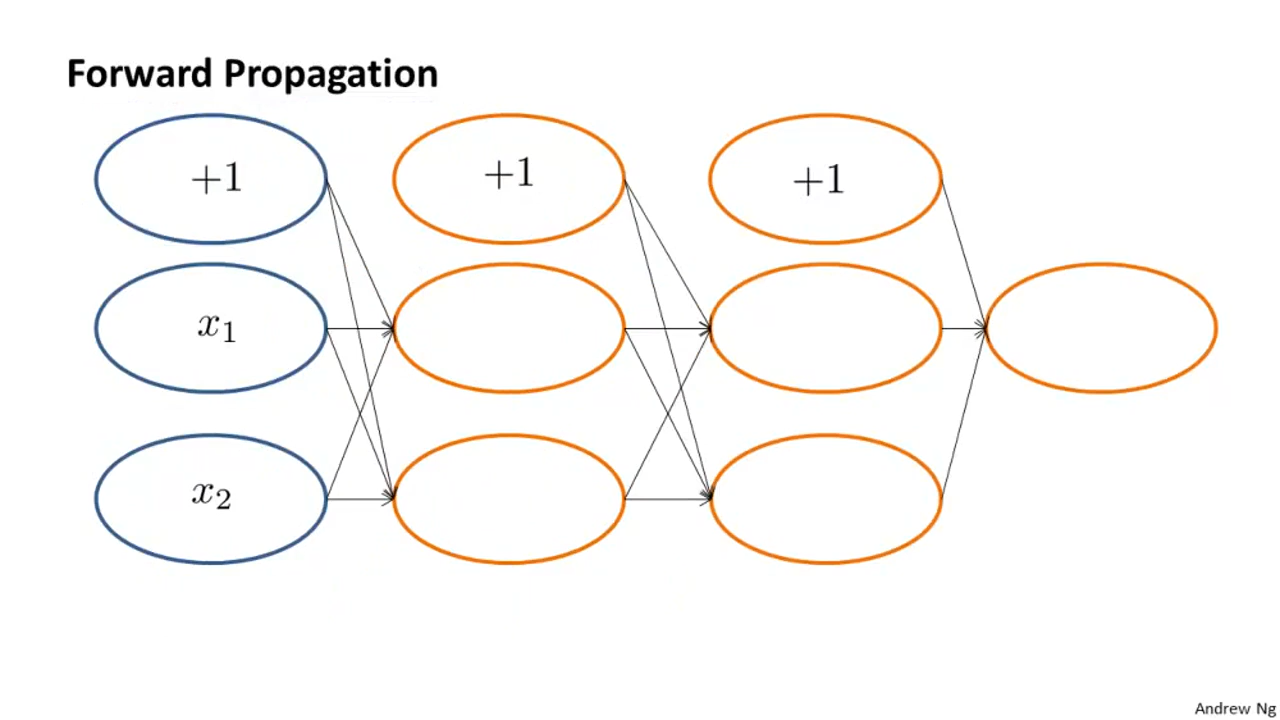 Forward Propagation
+1 +1 +1
x₁
x₂
Andrew Ng